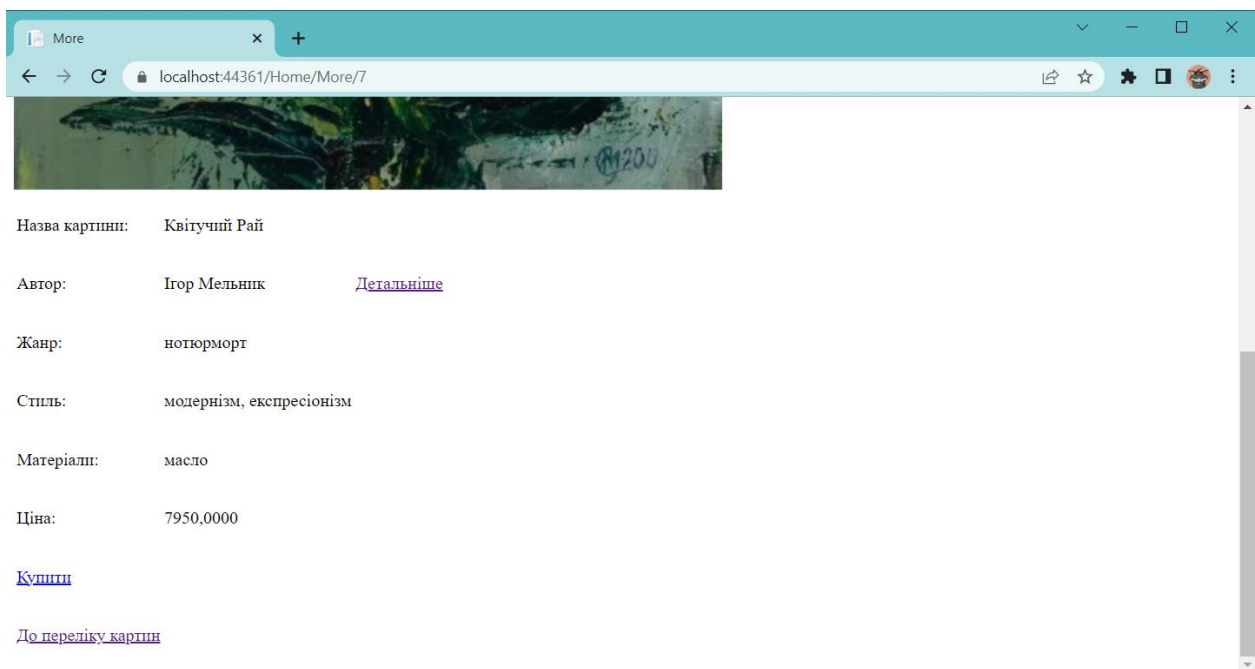 More
localhost:44361/Home/More/7
Назва картини: Квітучий Рай
Автор: Ігор Мельник Детальніше
Жанр: нотюрморт
Стиль: модернізм, експресіонізм
Матеріали: масло
Ціна: 7950,0000
Купити
До переліку картин